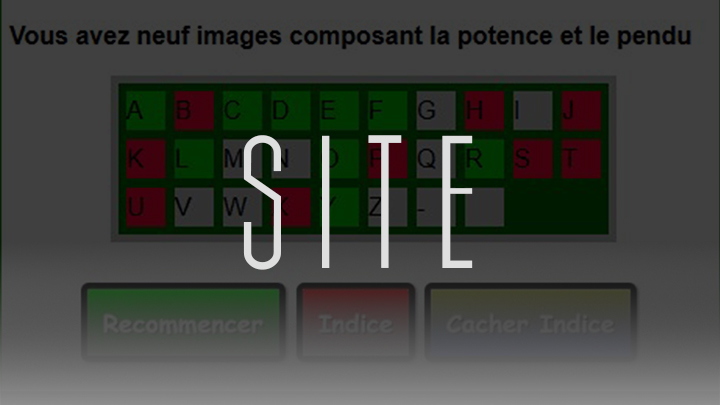 Vous avez neuf images composant la potence et le pendu
A B C D E F G H I J
K L M N O P Q R S T
U V W X Y Z -
SITE
Recommencer Indice Cacher Indice